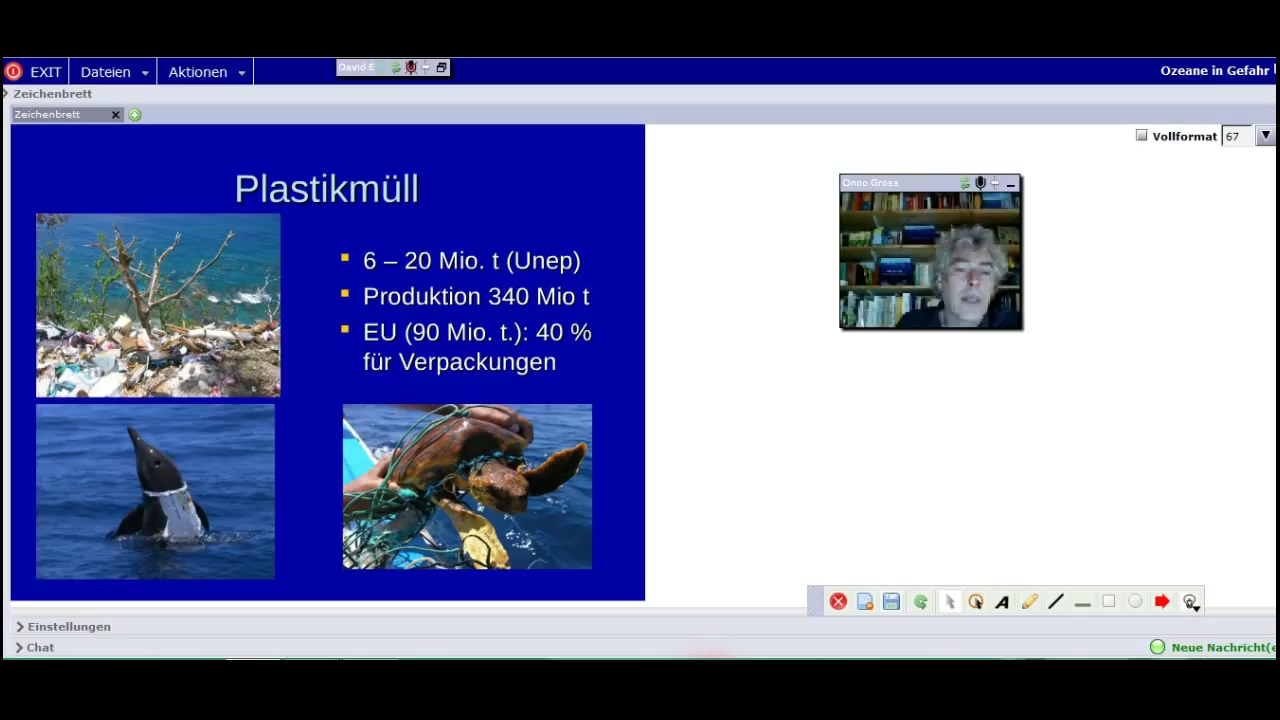 EXIT Dateien Aktionen David E Ozeane in Gefahr
Zeichenbrett
Zeichenbrett
Vollformat 67
Plastikmüll
Onno Gross
6 – 20 Mio. t (Unep)
Produktion 340 Mio t
EU (90 Mio. t.): 40 %
für Verpackungen
A
Einstellungen
Chat
Neue Nachricht(e